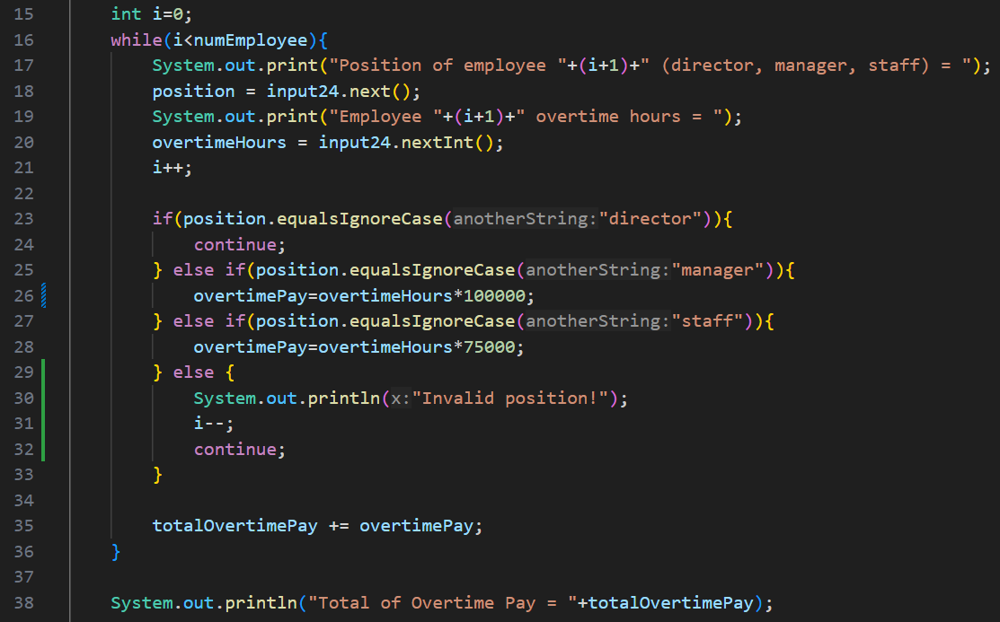 15 int i=0;
16 while(i<numEmployee){
17 System.out.print("Position of employee "+(i+1)+" (director, manager, staff) = ");
18 position = input24.next();
19 System.out.print("Employee "+(i+1)+" overtime hours = ");
20 overtimeHours = input24.nextInt();
21 i++;
22
23 if(position.equalsIgnoreCase(anotherString:"director")){
24 continue;
25 } else if(position.equalsIgnoreCase(anotherString:"manager")){
26 overtimePay=overtimeHours*100000;
27 } else if(position.equalsIgnoreCase(anotherString:"staff")){
28 overtimePay=overtimeHours*75000;
29 } else {
30 System.out.println(x:"Invalid position!");
31 i--;
32 continue;
33 }
34
35 totalOvertimePay += overtimePay;
36 }
37
38 System.out.println("Total of Overtime Pay = "+totalOvertimePay);